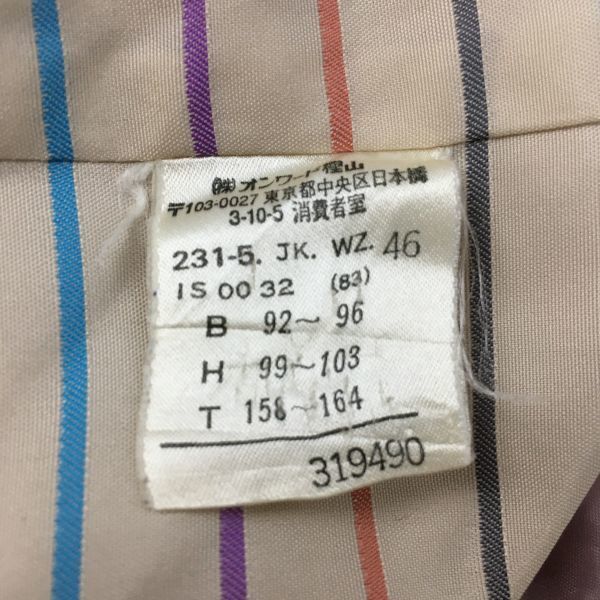 ㈱オンワード樫山
〒103-0027 東京都中央区日本橋
3-10-5 消費者室
231-5. JK. WZ. 46
IS 00 32 (83)
B 92〜96
H 99〜103
T 158〜164
319490